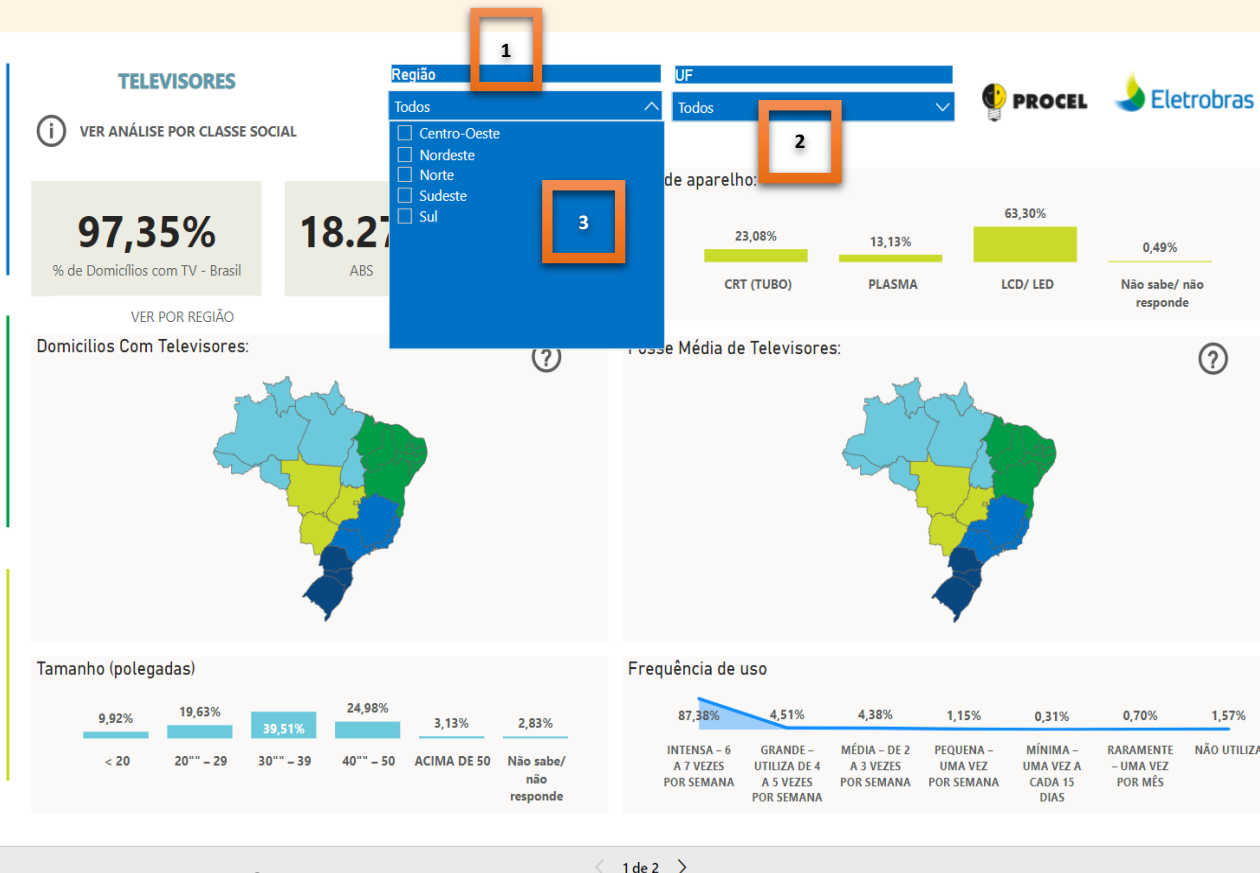 1
TELEVISORES
Região
UF
Todos
Todos
PROCEL
Eletrobras
VER ANÁLISE POR CLASSE SOCIAL
2
Centro-Oeste
Nordeste
Norte
Sudeste
Sul
3
de aparelho:
97,35%
% de Domicílios com TV - Brasil
18.27
ABS
23,08%
13,13%
63,30%
0,49%
CRT (TUBO)
PLASMA
LCD/ LED
Não sabe/ não
responde
VER POR REGIÃO
Domicilios Com Televisores:
?
Posse Média de Televisores:
?
Tamanho (polegadas)
9,92%
19,63%
39,51%
24,98%
3,13%
2,83%
< 20
20"" – 29
30"" – 39
40"" – 50
ACIMA DE 50
Não sabe/
não
responde
Frequência de uso
87,38%
4,51%
4,38%
1,15%
0,31%
0,70%
1,57%
INTENSA – 6
A 7 VEZES
POR SEMANA
GRANDE –
UTILIZA DE 4
A 5 VEZES
POR SEMANA
MÉDIA – DE 2
A 3 VEZES
POR SEMANA
PEQUENA –
UMA VEZ
POR SEMANA
MÍNIMA –
UMA VEZ A
CADA 15
DIAS
RARAMENTE
– UMA VEZ
POR MÊS
NÃO UTILIZA
1 de 2